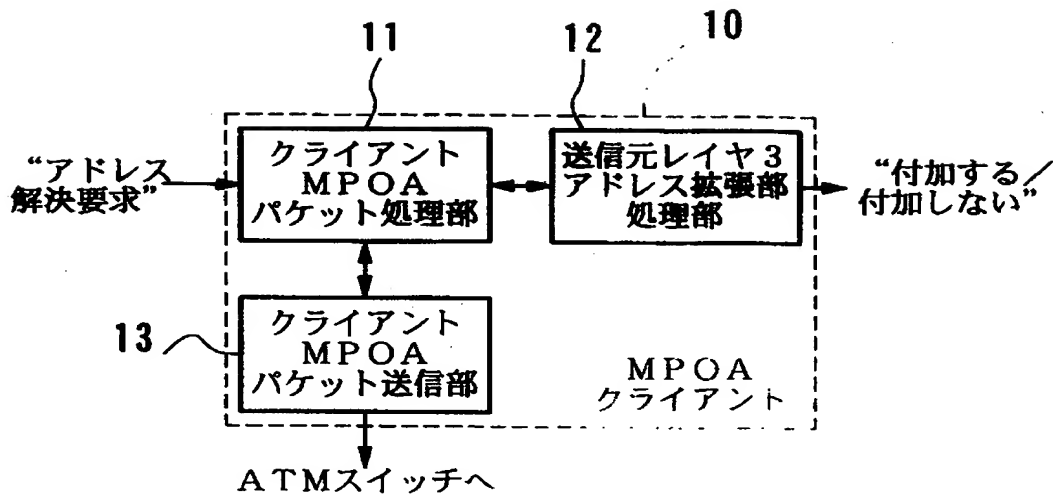 11
12
10
“アドレス
解決要求”
クライアント
MPOA
パケット処理部
送信元レイヤ3
アドレス拡張部
処理部
“付加する/
付加しない”
13
クライアント
MPOA
パケット送信部
MPOA
クライアント
ATMスイッチへ